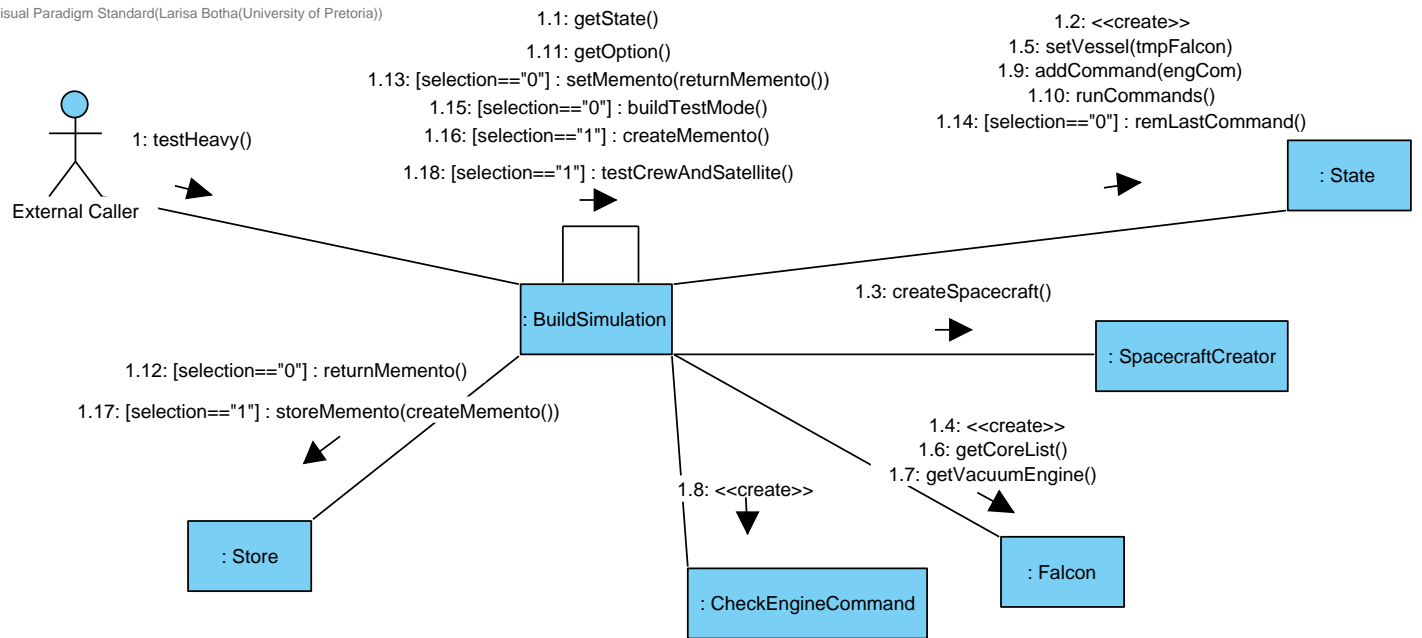 isual Paradigm Standard(Larisa Botha(University of Pretoria))
1.1: getState()
1.11: getOption()
1.13: [selection=="0"] : setMemento(returnMemento())
1.15: [selection=="0"] : buildTestMode()
1.16: [selection=="1"] : createMemento()
1.18: [selection=="1"] : testCrewAndSatellite()
1.2: <<create>>
1.5: setVessel(tmpFalcon)
1.9: addCommand(engCom)
1.10: runCommands()
1.14: [selection=="0"] : remLastCommand()
1: testHeavy()
External Caller
: State
: BuildSimulation
1.3: createSpacecraft()
: SpacecraftCreator
1.12: [selection=="0"] : returnMemento()
1.17: [selection=="1"] : storeMemento(createMemento())
1.4: <<create>>
1.6: getCoreList()
1.7: getVacuumEngine()
1.8: <<create>>
: Store
: Falcon
: CheckEngineCommand